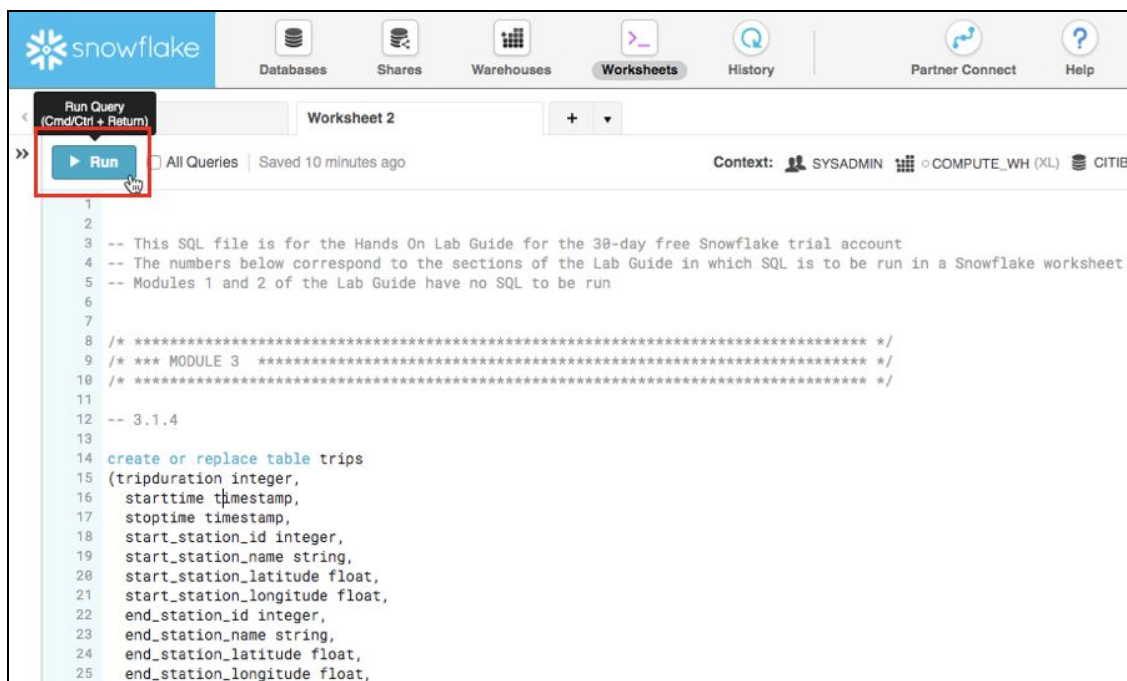 snowflake
Databases Shares Warehouses Worksheets History Partner Connect Help
Run Query
(Cmd/Ctrl + Return)
Worksheet 2
Run All Queries Saved 10 minutes ago Context: SYSADMIN COMPUTE_WH (XL) CITIB
1
2
3 -- This SQL file is for the Hands On Lab Guide for the 30-day free Snowflake trial account
4 -- The numbers below correspond to the sections of the Lab Guide in which SQL is to be run in a Snowflake worksheet
5 -- Modules 1 and 2 of the Lab Guide have no SQL to be run
6
7
8 /* ********************************************************************************** */
9 /* *** MODULE 3 ******************************************************************** */
10 /* ********************************************************************************** */
11
12 -- 3.1.4
13
14 create or replace table trips
15 (tripduration integer,
16 starttime timestamp,
17 stoptime timestamp,
18 start_station_id integer,
19 start_station_name string,
20 start_station_latitude float,
21 start_station_longitude float,
22 end_station_id integer,
23 end_station_name string,
24 end_station_latitude float,
25 end_station_longitude float,